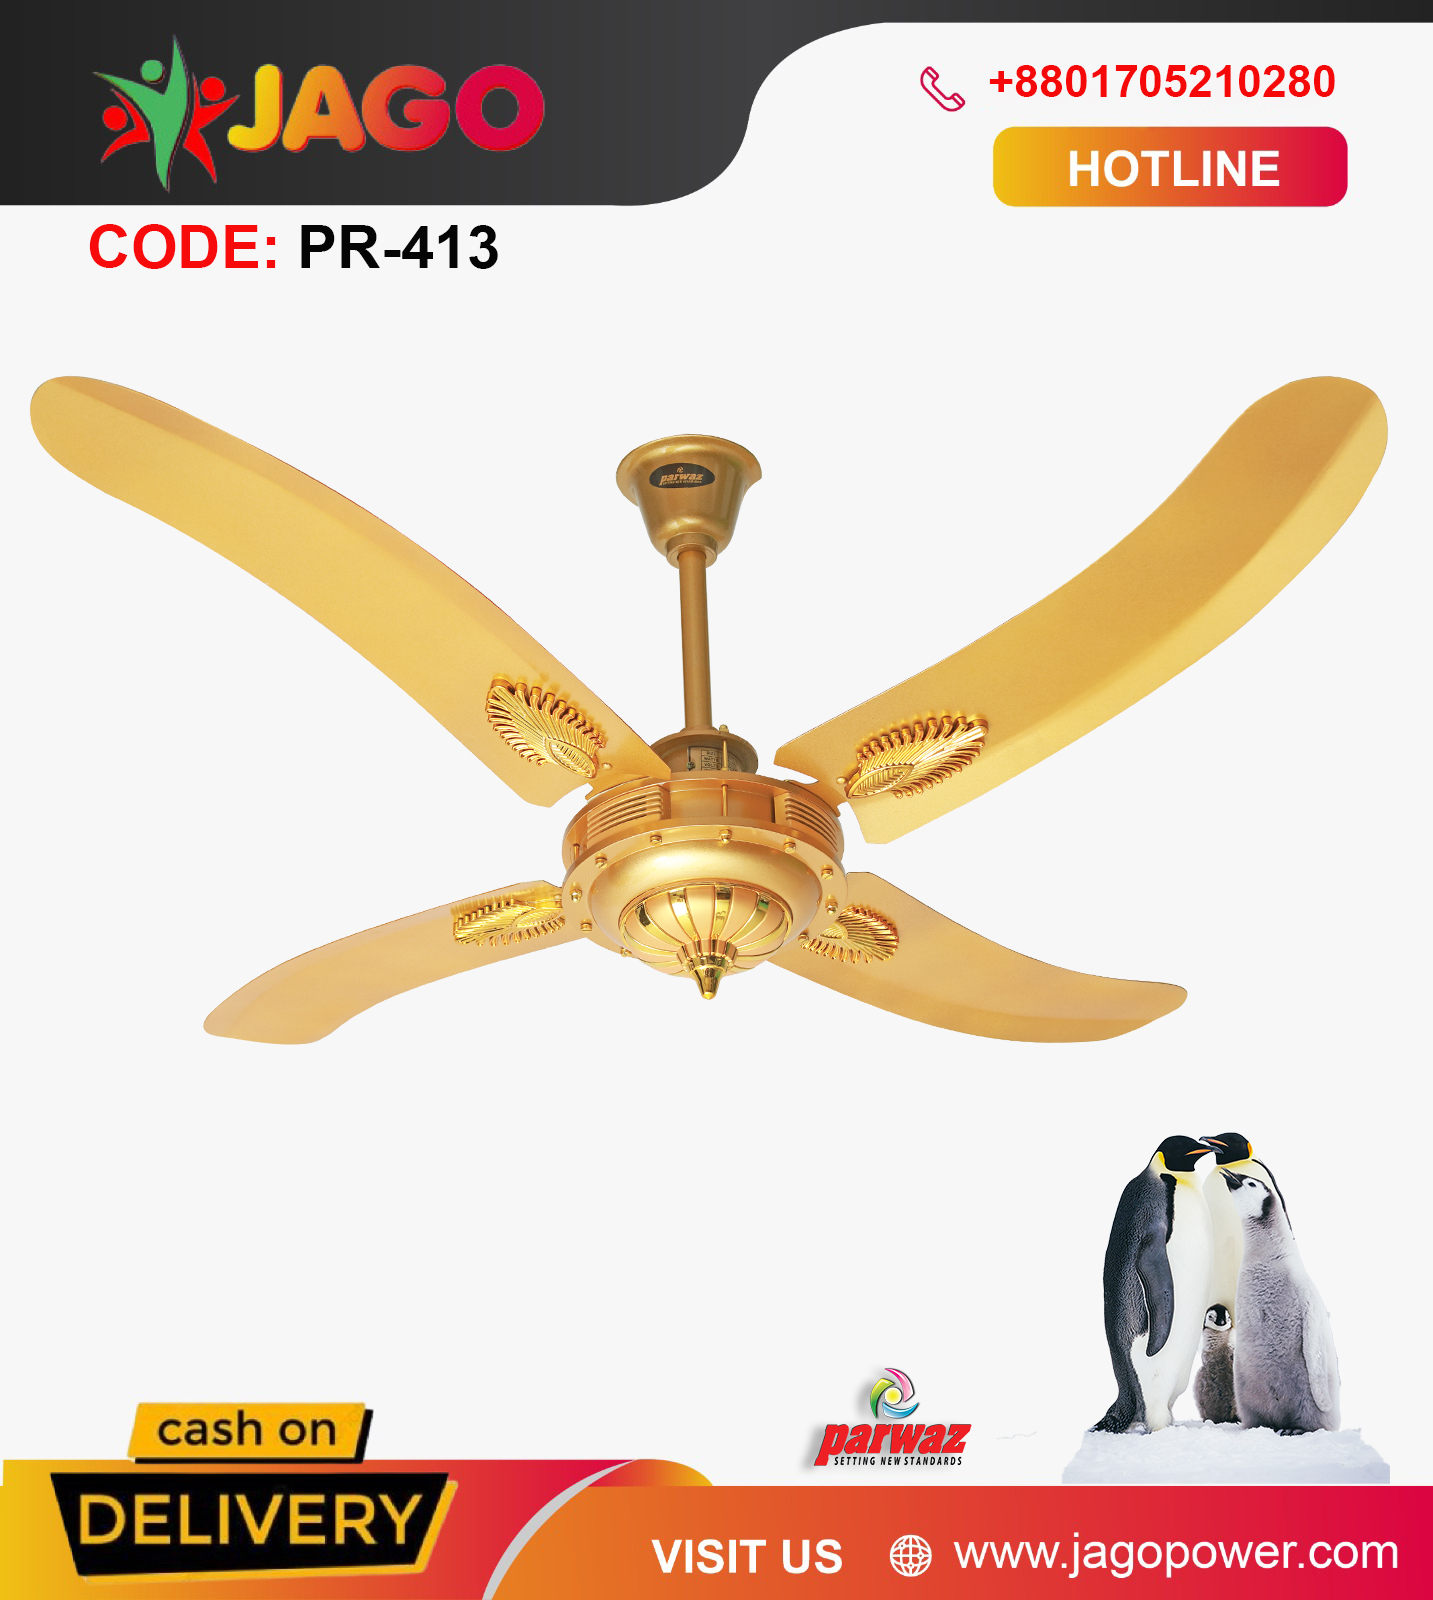 JAGO
+8801705210280
HOTLINE
CODE: PR-413
parwaz
cash on
DELIVERY
parwaz
SETTING NEW STANDARDS
VISIT US
www.jagopower.com